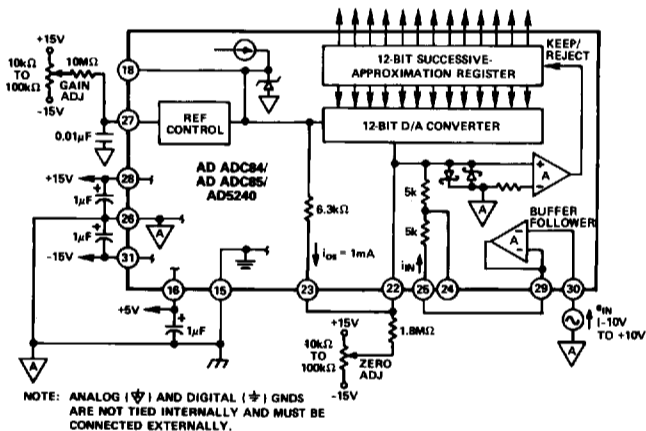 +15V
10kΩ
TO
100kΩ
-15V
10MΩ
GAIN
ADJ
0.01μF
18
27
REF
CONTROL
12-BIT SUCCESSIVE-
APPROXIMATION REGISTER
KEEP/
REJECT
12-BIT D/A CONVERTER
AD ADC84/
AD ADC85/
AD5240
+15V
28
1μF
26
A
1μF
-15V
31
6.3kΩ
iOS = 1mA
5k
5k
iIN
A
+
–
A
BUFFER
FOLLOWER
A
–
+5V
16
15
23
22
25
24
29
30
1μF
A
1.8MΩ
+15V
10kΩ
TO
100kΩ
-15V
ZERO
ADJ
eIN
(-10V
TO +10V
A
NOTE: ANALOG (A) AND DIGITAL ( ) GNDS
ARE NOT TIED INTERNALLY AND MUST BE
CONNECTED EXTERNALLY.